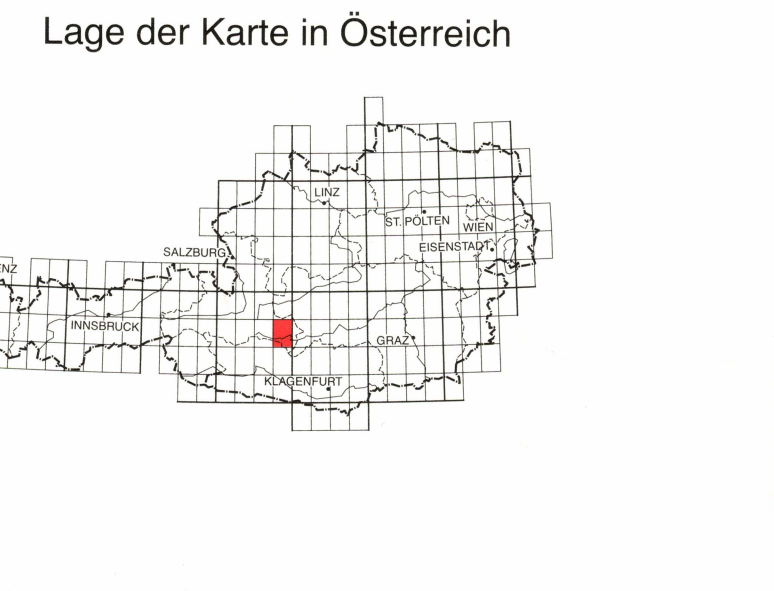 Lage der Karte in Österreich
LINZ
ST. PÖLTEN
WIEN
EISENSTADT
SALZBURG
ENZ
INNSBRUCK
GRAZ
KLAGENFURT